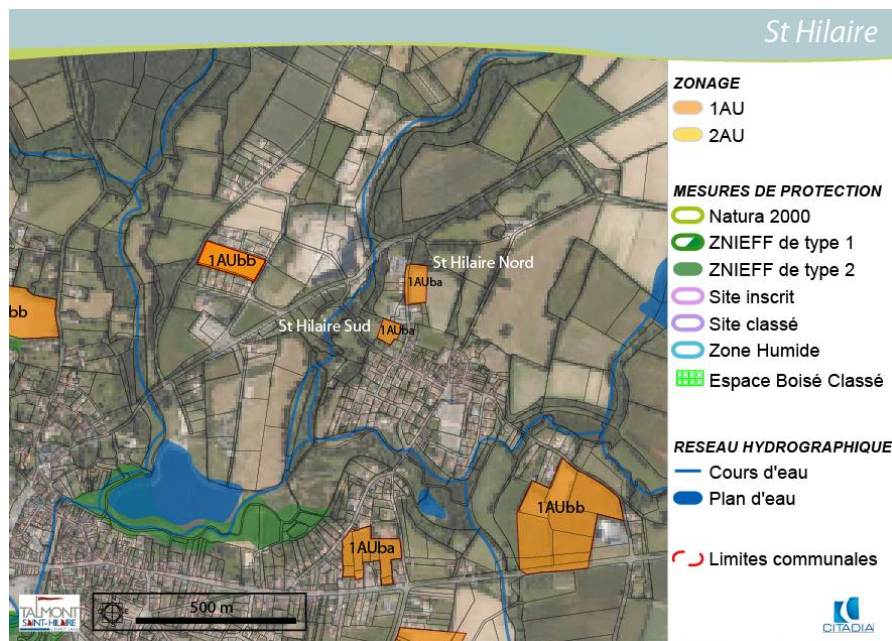 St Hilaire
ZONAGE
1AU
2AU
MESURES DE PROTECTION
Natura 2000
ZNIEFF de type 1
ZNIEFF de type 2
Site inscrit
Site classé
Zone Humide
Espace Boisé Classé
RESEAU HYDROGRAPHIQUE
Cours d'eau
Plan d'eau
Limites communales
CITADIA
1AUbb
St Hilaire Nord
1AUba
bb
St Hilaire Sud
1AUba
1AUbb
1AUba
500 m
TALMONT
SAINT-HILAIRE